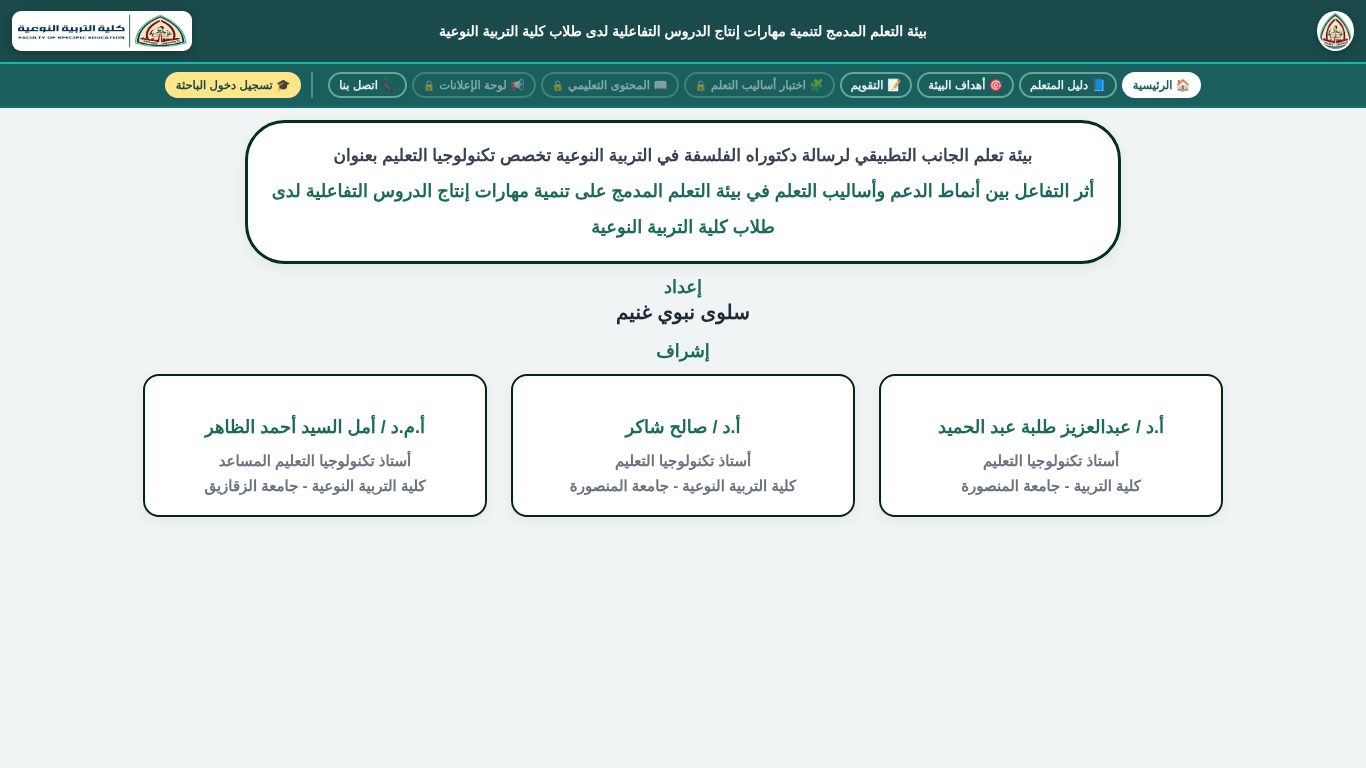 بيئة التعلم المدمج لتنمية مهارات إنتاج الدروس التفاعلية لدى طلاب كلية التربية النوعية
كلية التربية النوعية
FACULTY OF SPECIFIC EDUCATION
🏠 الرئيسية
📘 دليل المتعلم
🎯 أهداف البيئة
📝 التقويم
🧩 اختبار أساليب التعلم 🔒
📖 المحتوى التعليمي 🔒
📢 لوحة الإعلانات 🔒
📞 اتصل بنا
🎓 تسجيل دخول الباحثة
بيئة تعلم الجانب التطبيقي لرسالة دكتوراه الفلسفة في التربية النوعية تخصص تكنولوجيا التعليم بعنوان
أثر التفاعل بين أنماط الدعم وأساليب التعلم في بيئة التعلم المدمج على تنمية مهارات إنتاج الدروس التفاعلية لدى
طلاب كلية التربية النوعية
إعداد
سلوى نبوي غنيم
إشراف
أ.د / عبدالعزيز طلبة عبد الحميد
أستاذ تكنولوجيا التعليم
كلية التربية - جامعة المنصورة
أ.د / صالح شاكر
أستاذ تكنولوجيا التعليم
كلية التربية النوعية - جامعة المنصورة
أ.م.د / أمل السيد أحمد الظاهر
أستاذ تكنولوجيا التعليم المساعد
كلية التربية النوعية - جامعة الزقازيق